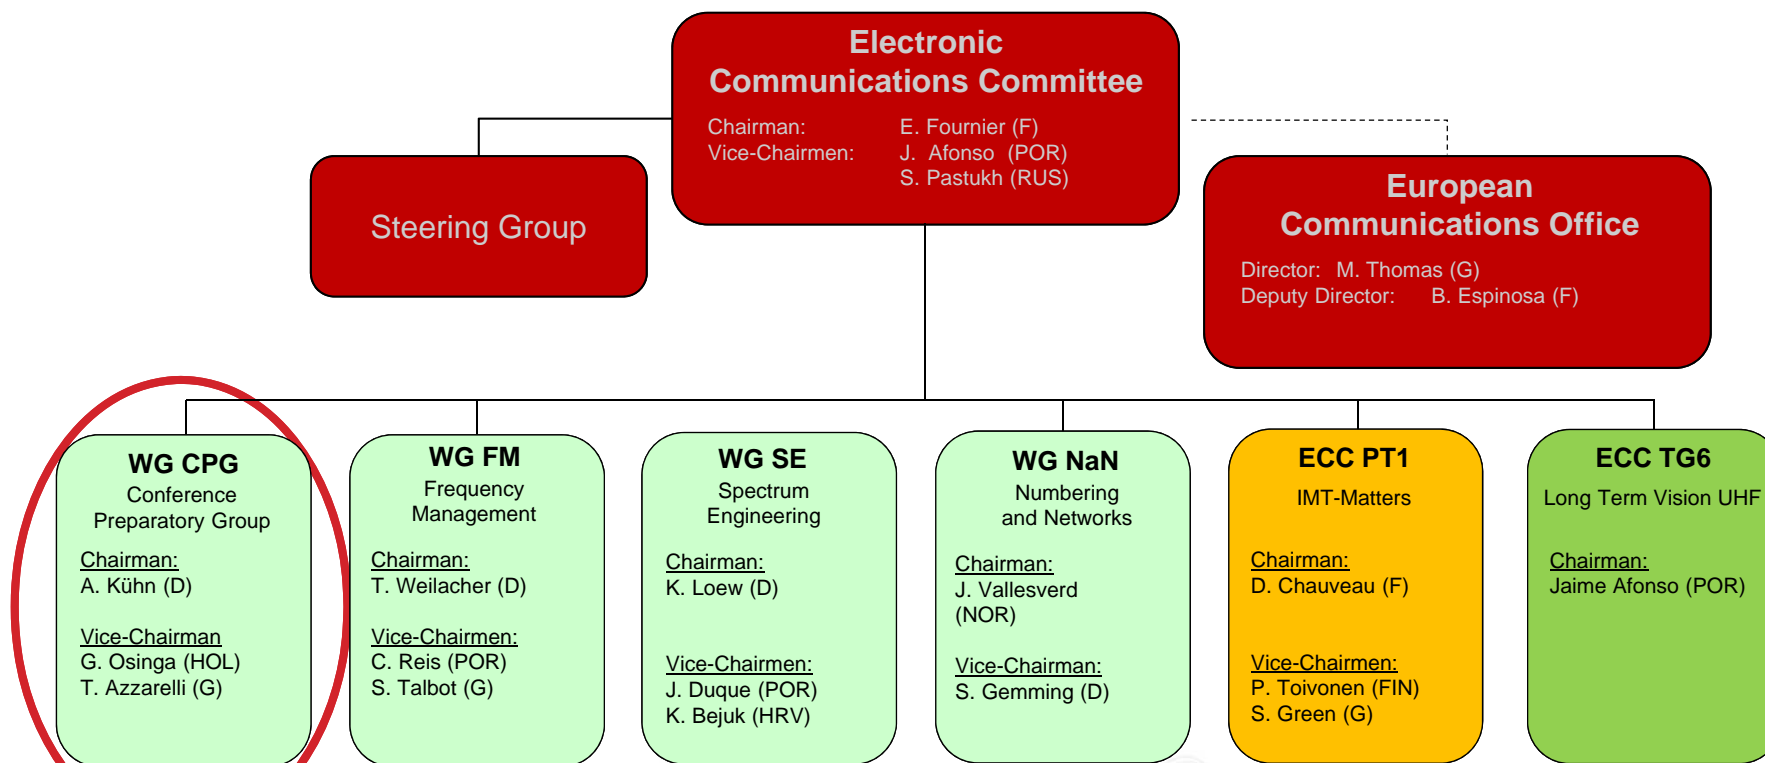 Electronic
Communications Committee
Chairman: E. Fournier (F)
Vice-Chairmen: J. Afonso (POR)
S. Pastukh (RUS)
Steering Group
European
Communications Office
Director: M. Thomas (G)
Deputy Director: B. Espinosa (F)
WG CPG
Conference
Preparatory Group
Chairman:
A. Kühn (D)
Vice-Chairman
G. Osinga (HOL)
T. Azzarelli (G)
WG FM
Frequency
Management
Chairman:
T. Weilacher (D)
Vice-Chairmen:
C. Reis (POR)
S. Talbot (G)
WG SE
Spectrum
Engineering
Chairman:
K. Loew (D)
Vice-Chairmen:
J. Duque (POR)
K. Bejuk (HRV)
WG NaN
Numbering
and Networks
Chairman:
J. Vallesverd
(NOR)
Vice-Chairman:
S. Gemming (D)
ECC PT1
IMT-Matters
Chairman:
D. Chauveau (F)
Vice-Chairmen:
P. Toivonen (FIN)
S. Green (G)
ECC TG6
Long Term Vision UHF
Chairman:
Jaime Afonso (POR)